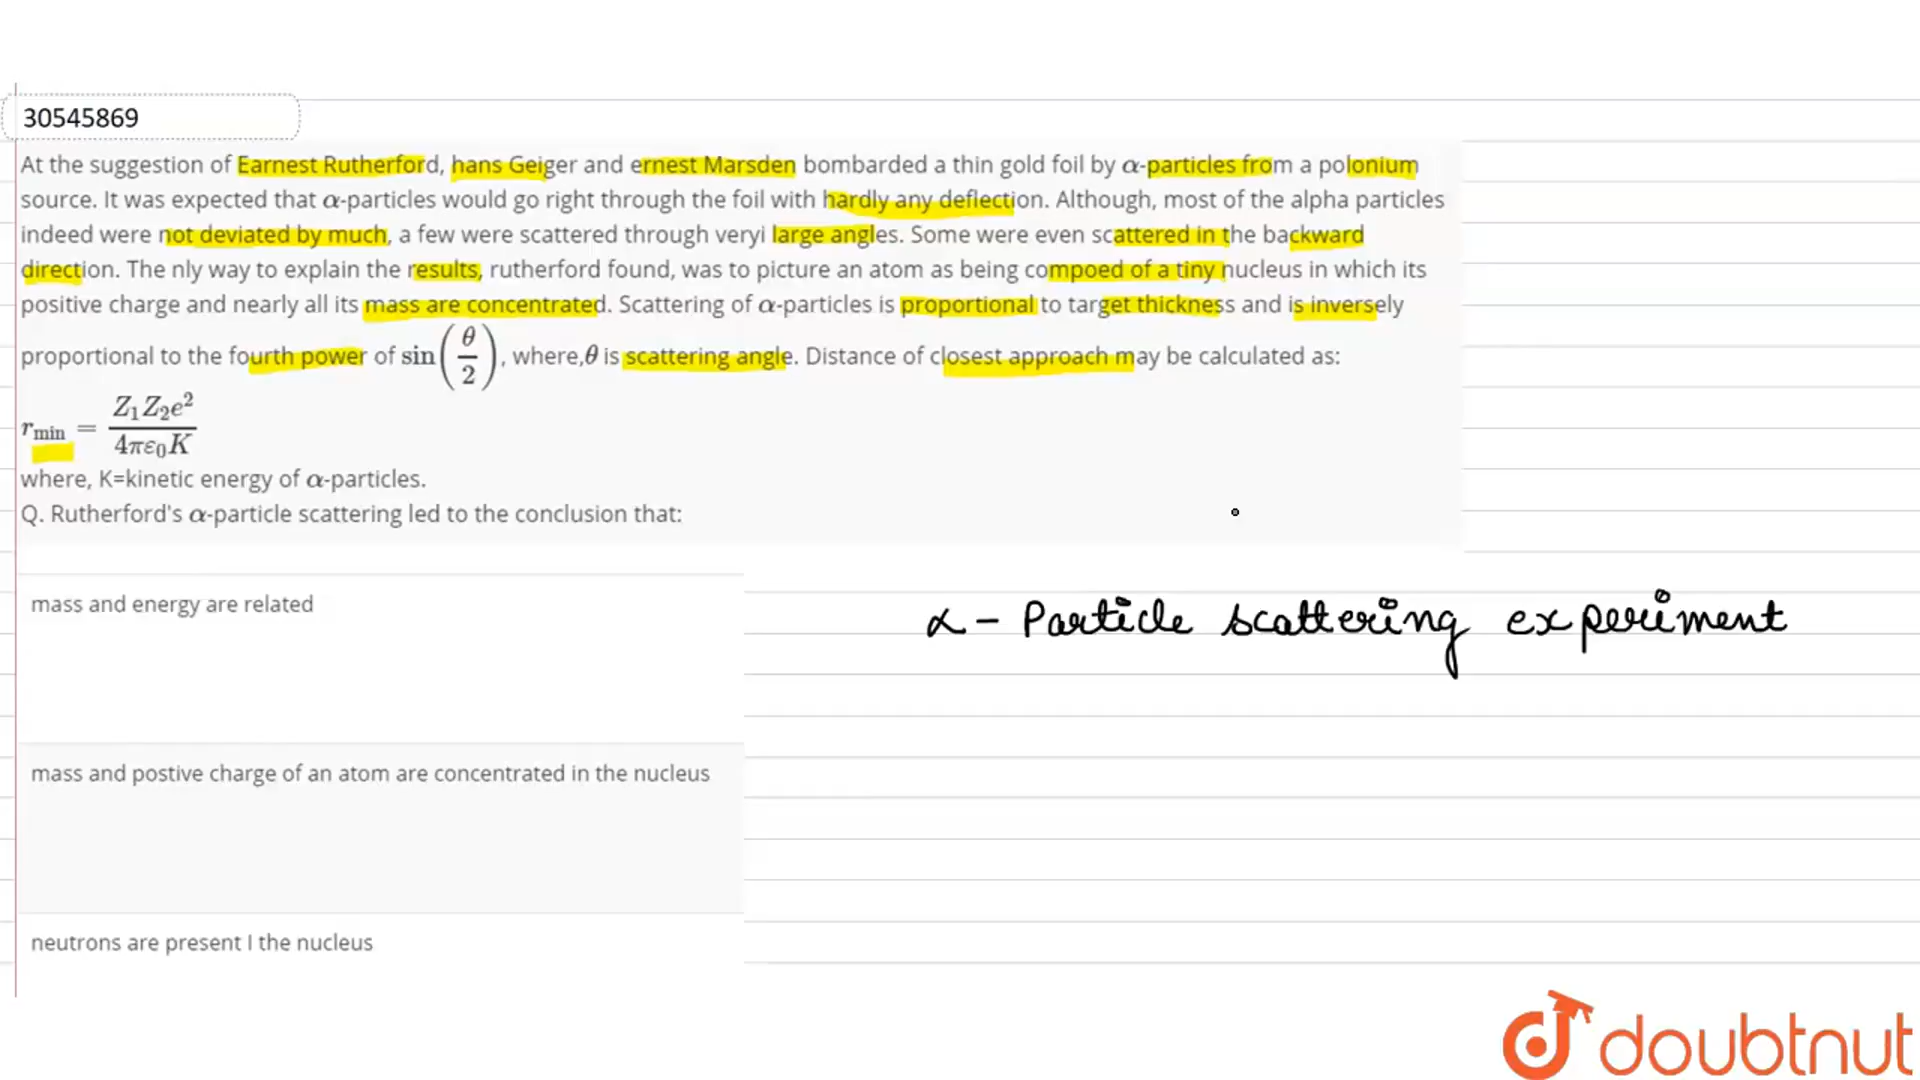 30545869
At the suggestion of Earnest Rutherford, hans Geiger and ernest Marsden bombarded a thin gold foil by α-particles from a polonium
source. It was expected that α-particles would go right through the foil with hardly any deflection. Although, most of the alpha particles
indeed were not deviated by much, a few were scattered through veryi large angles. Some were even scattered in the backward
direction. The nly way to explain the results, rutherford found, was to picture an atom as being compoed of a tiny nucleus in which its
positive charge and nearly all its mass are concentrated. Scattering of α-particles is proportional to target thickness and is inversely
proportional to the fourth power of sin(θ/2), where,θ is scattering angle. Distance of closest approach may be calculated as:
r_min = Z₁Z₂e² / 4πε₀K
where, K=kinetic energy of α-particles.
Q. Rutherford's α-particle scattering led to the conclusion that:
mass and energy are related
α - Particle scattering experiment
mass and postive charge of an atom are concentrated in the nucleus
neutrons are present I the nucleus
doubtnut